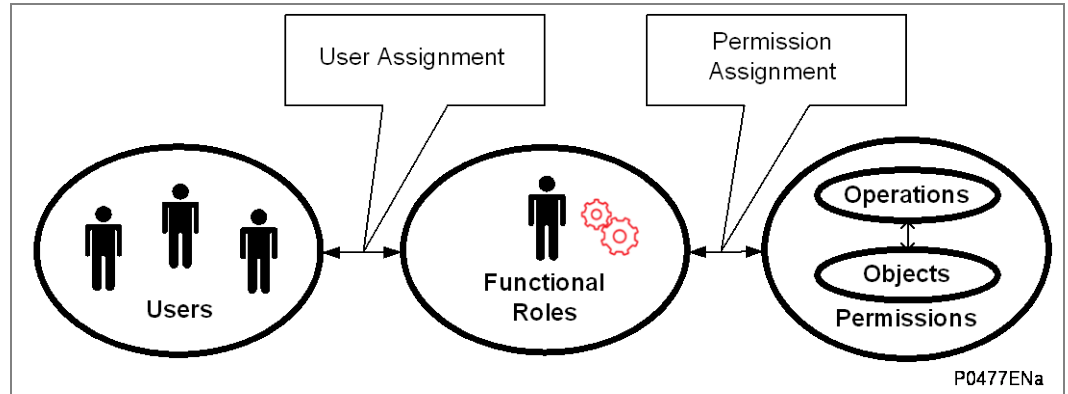 User Assignment
Permission
Assignment
Users
Functional
Roles
Operations
Objects
Permissions
P0477ENa